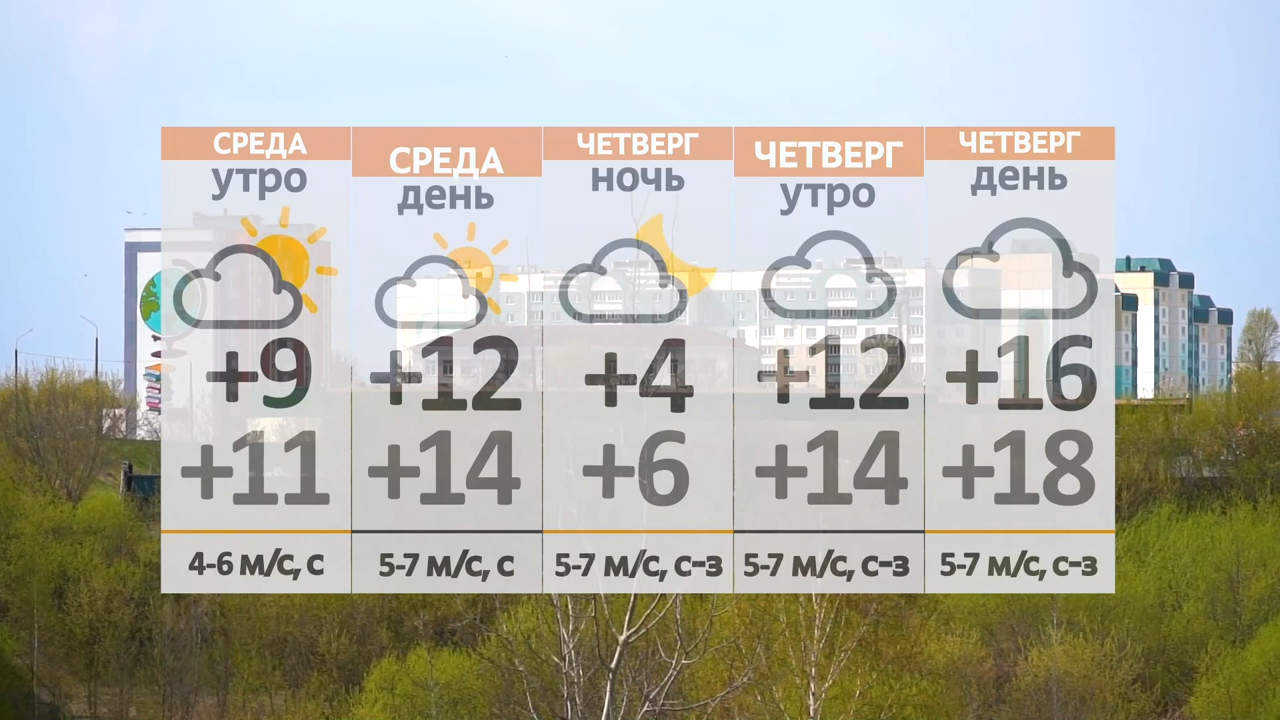 СРЕДА
утро
+9
+11
4-6 м/с, с
СРЕДА
день
+12
+14
5-7 м/с, с
ЧЕТВЕРГ
ночь
+4
+6
5-7 м/с, с-з
ЧЕТВЕРГ
утро
+12
+14
5-7 м/с, с-з
ЧЕТВЕРГ
день
+16
+18
5-7 м/с, с-з